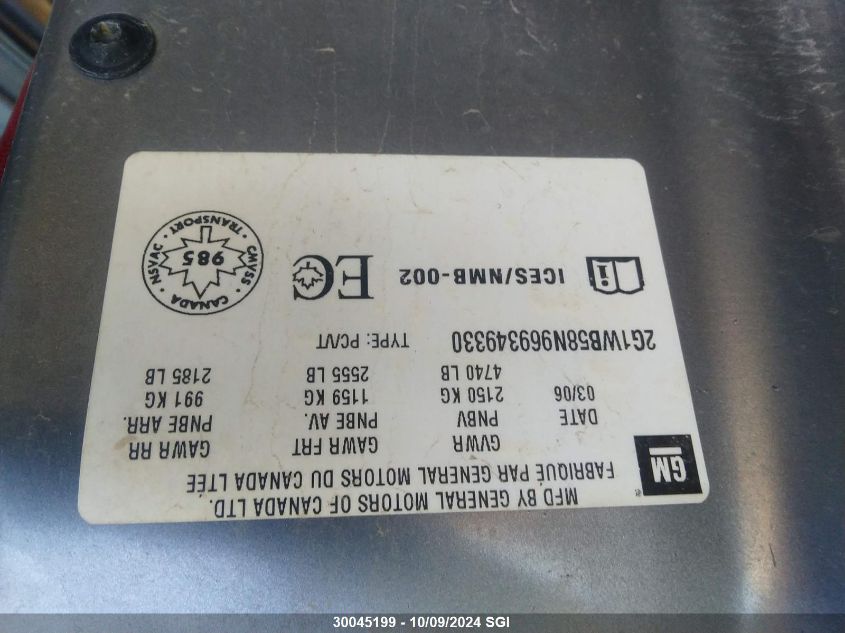 MFD BY GENERAL MOTORS OF CANADA LTD.
FABRIQUÉ PAR GENERAL MOTORS DU CANADA LTÉE
GM
DATE GVWR GAWR FRT GAWR RR
PNBV PNBE AV. PNBE ARR.
03/06 2150 KG 1159 KG 991 KG
4740 LB 2555 LB 2185 LB
2G1WB58N969349330 TYPE: PC/VT
i ICES/NMB-002 EC
CANADA • NSVAC • TRANSPORT • CMVSS •
985
30045199 - 10/09/2024 SGI